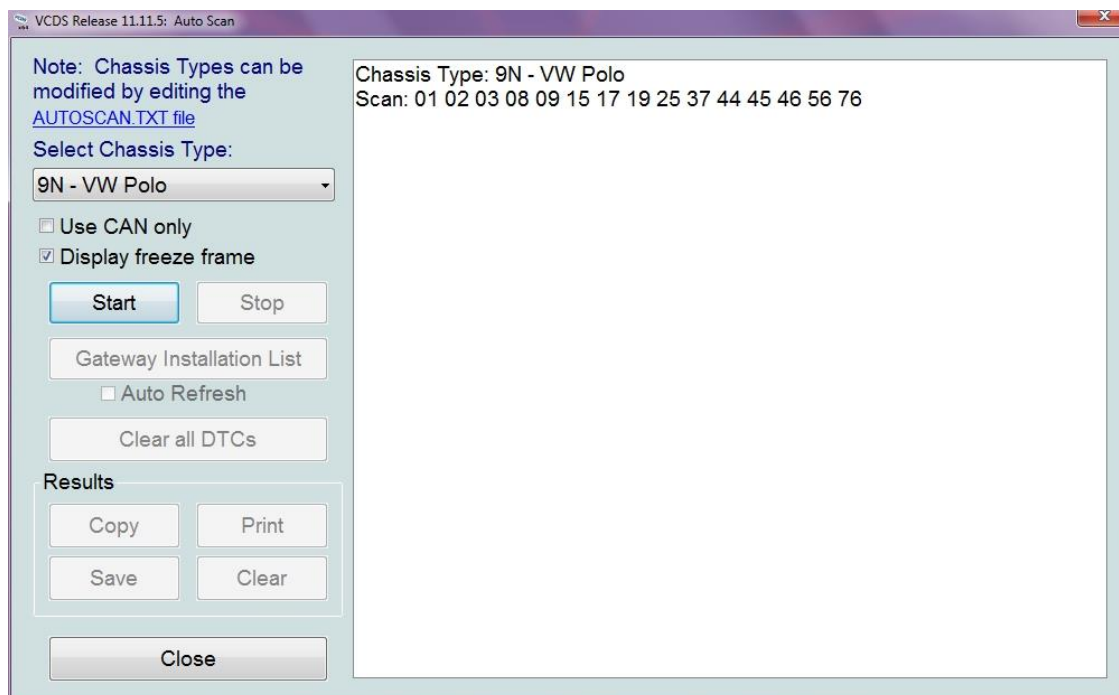 VCDS Release 11.11.5: Auto Scan
Note: Chassis Types can be
modified by editing the
AUTOSCAN.TXT file
Select Chassis Type:
9N - VW Polo
Use CAN only
Display freeze frame
Start Stop
Gateway Installation List
Auto Refresh
Clear all DTCs
Results
Copy Print
Save Clear
Close
Chassis Type: 9N - VW Polo
Scan: 01 02 03 08 09 15 17 19 25 37 44 45 46 56 76